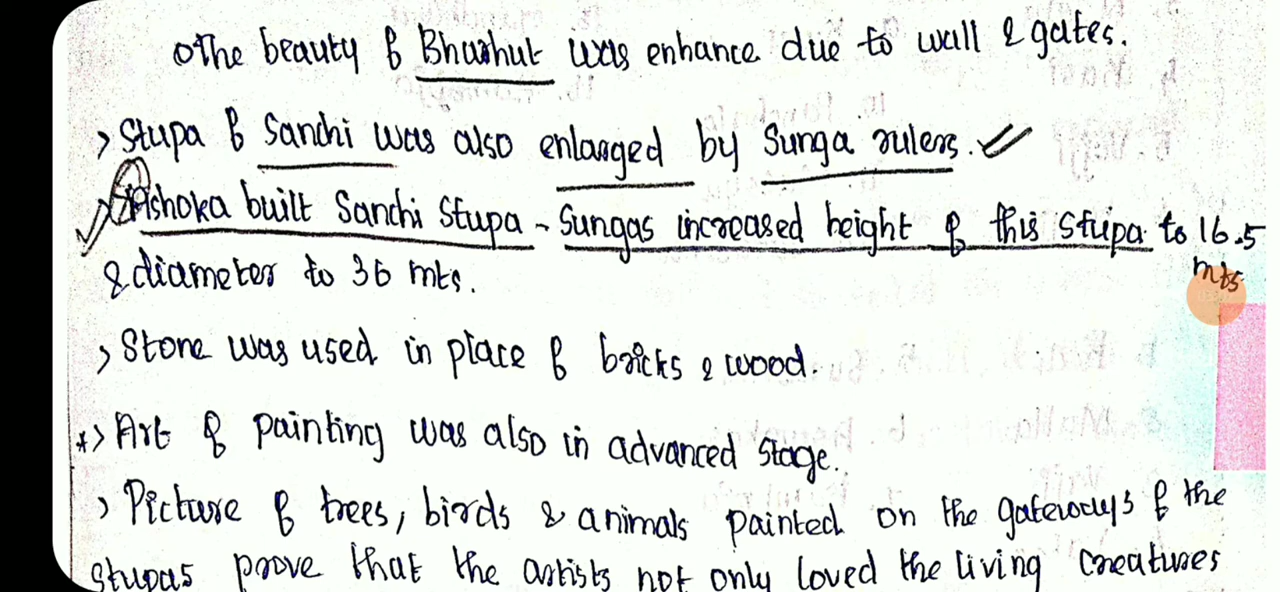 The beauty of Bharhut was enhance due to wall & gates.
> Stupa of Sanchi was also enlarged by Sunga rulers.
Ashoka built Sanchi Stupa - Sungas increased height of this Stupa to 16.5 mts
& diameter to 36 mts.
> Stone was used in place of bricks & wood.
*> Art of painting was also in advanced stage.
> Picture of trees, birds & animals painted on the gateways of the
stupas prove that the artists not only loved the living creatures